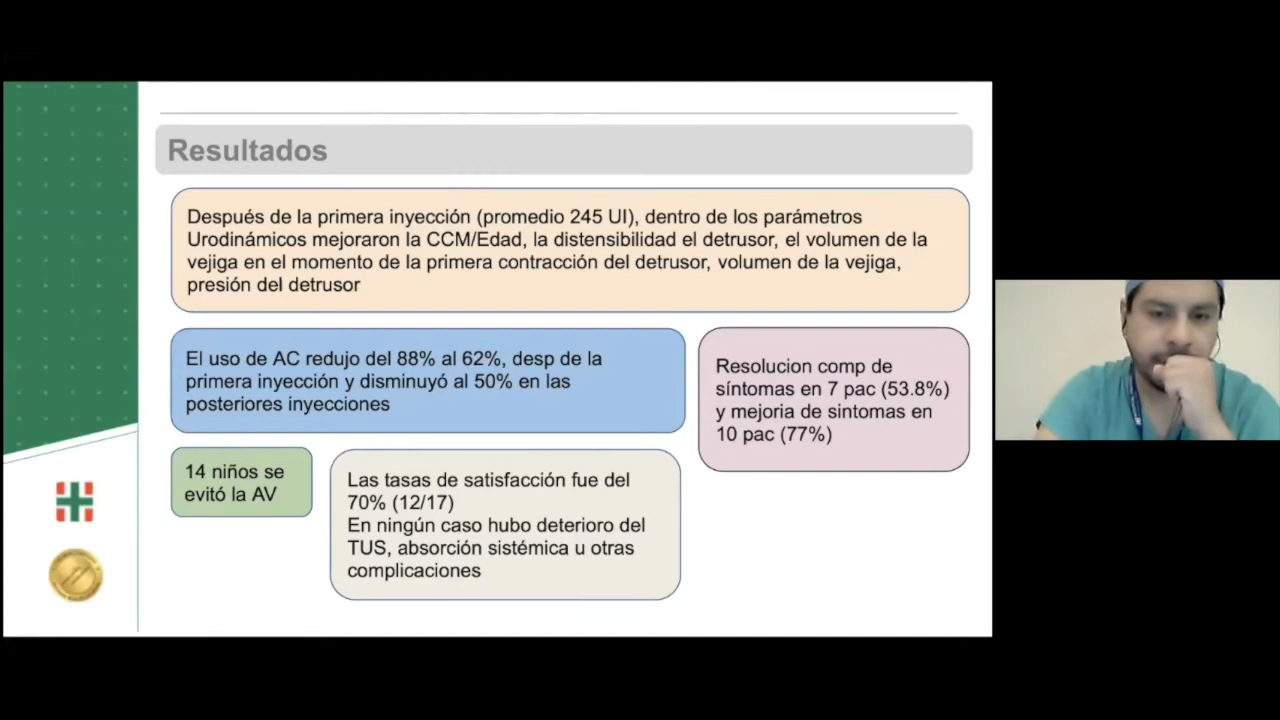 Resultados
Después de la primera inyección (promedio 245 UI), dentro de los parámetros
Urodinámicos mejoraron la CCM/Edad, la distensibilidad el detrusor, el volumen de la
vejiga en el momento de la primera contracción del detrusor, volumen de la vejiga,
presión del detrusor
El uso de AC redujo del 88% al 62%, desp de la
primera inyección y disminuyó al 50% en las
posteriores inyecciones
Resolucion comp de
síntomas en 7 pac (53.8%)
y mejoria de sintomas en
10 pac (77%)
14 niños se
evitó la AV
Las tasas de satisfacción fue del
70% (12/17)
En ningún caso hubo deterioro del
TUS, absorción sistémica u otras
complicaciones